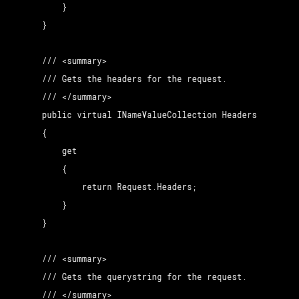 }
}
/// <summary>
/// Gets the headers for the request.
/// </summary>
public virtual INameValueCollection Headers
{
get
{
return Request.Headers;
}
}
/// <summary>
/// Gets the querystring for the request.
/// </summary>